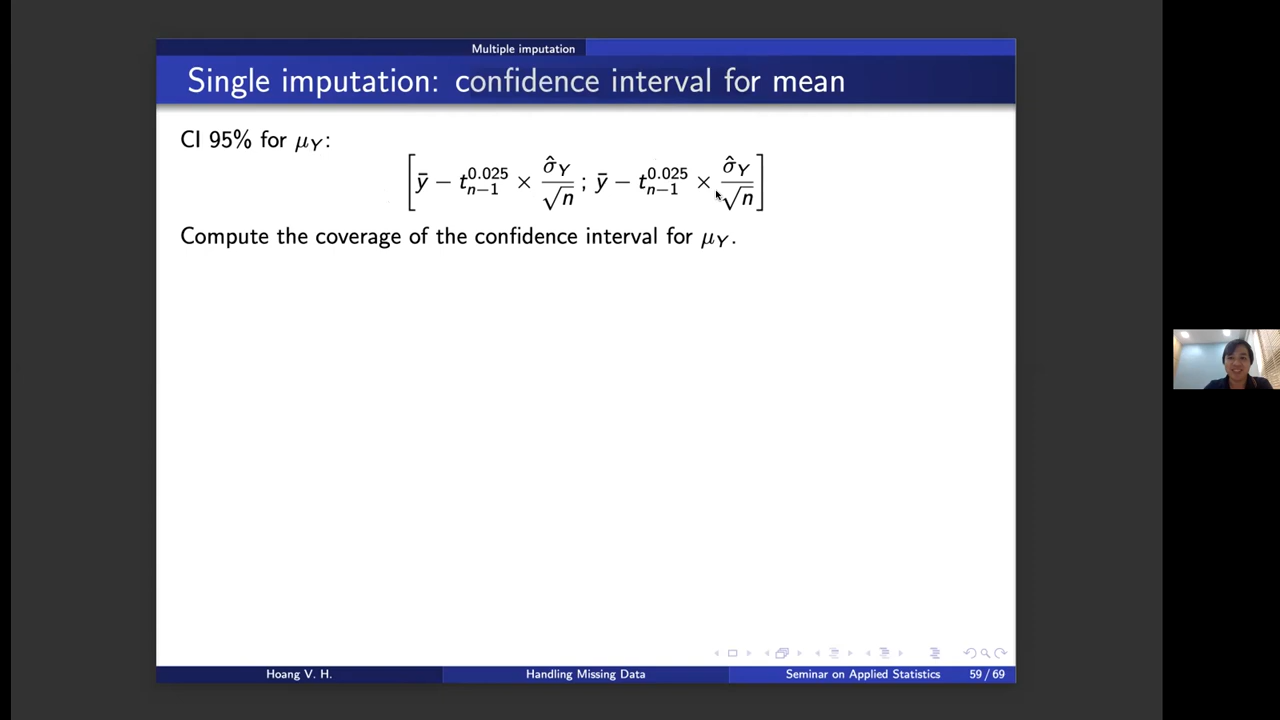 Multiple imputation
Single imputation: confidence interval for mean
CI 95% for μ_Y:
[ȳ − t_{n−1}^{0.025} × σ̂_Y/√n ; ȳ − t_{n−1}^{0.025} × σ̂_Y/√n]
Compute the coverage of the confidence interval for μ_Y.
Hoang V. H. Handling Missing Data Seminar on Applied Statistics 59 / 69